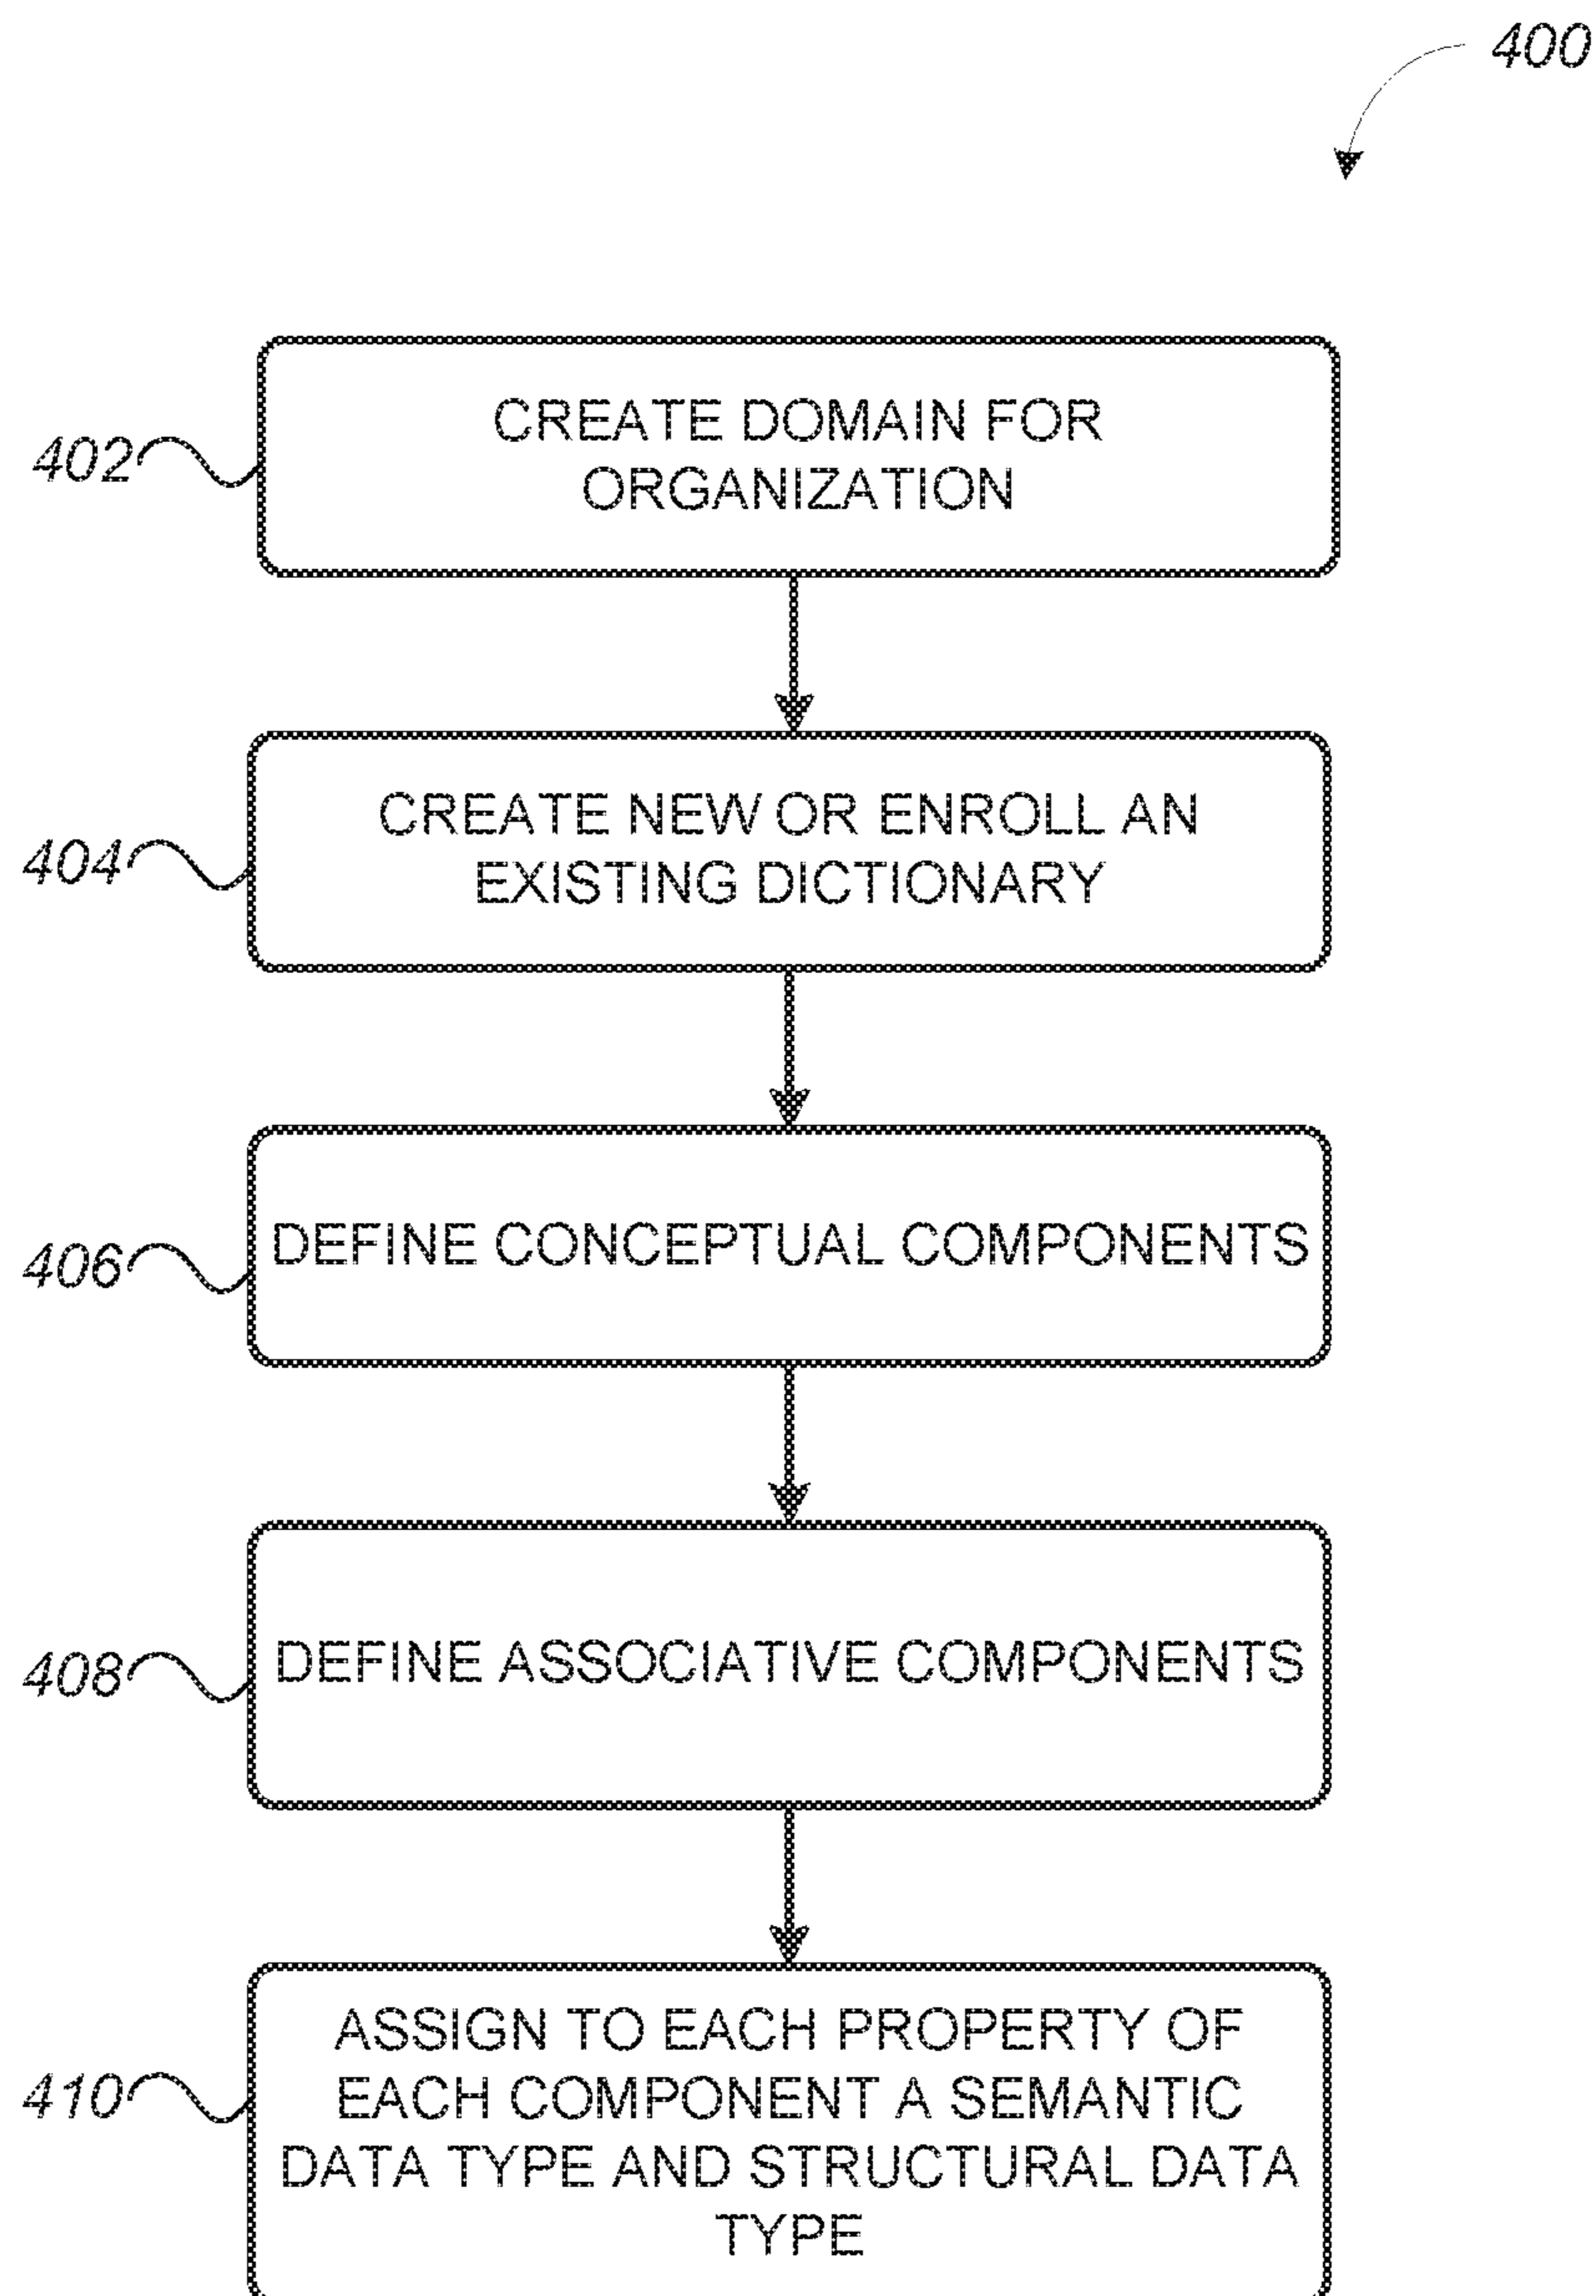 400
402
CREATE DOMAIN FOR
ORGANIZATION
404
CREATE NEW OR ENROLL AN
EXISTING DICTIONARY
406
DEFINE CONCEPTUAL COMPONENTS
408
DEFINE ASSOCIATIVE COMPONENTS
410
ASSIGN TO EACH PROPERTY OF
EACH COMPONENT A SEMANTIC
DATA TYPE AND STRUCTURAL DATA
TYPE